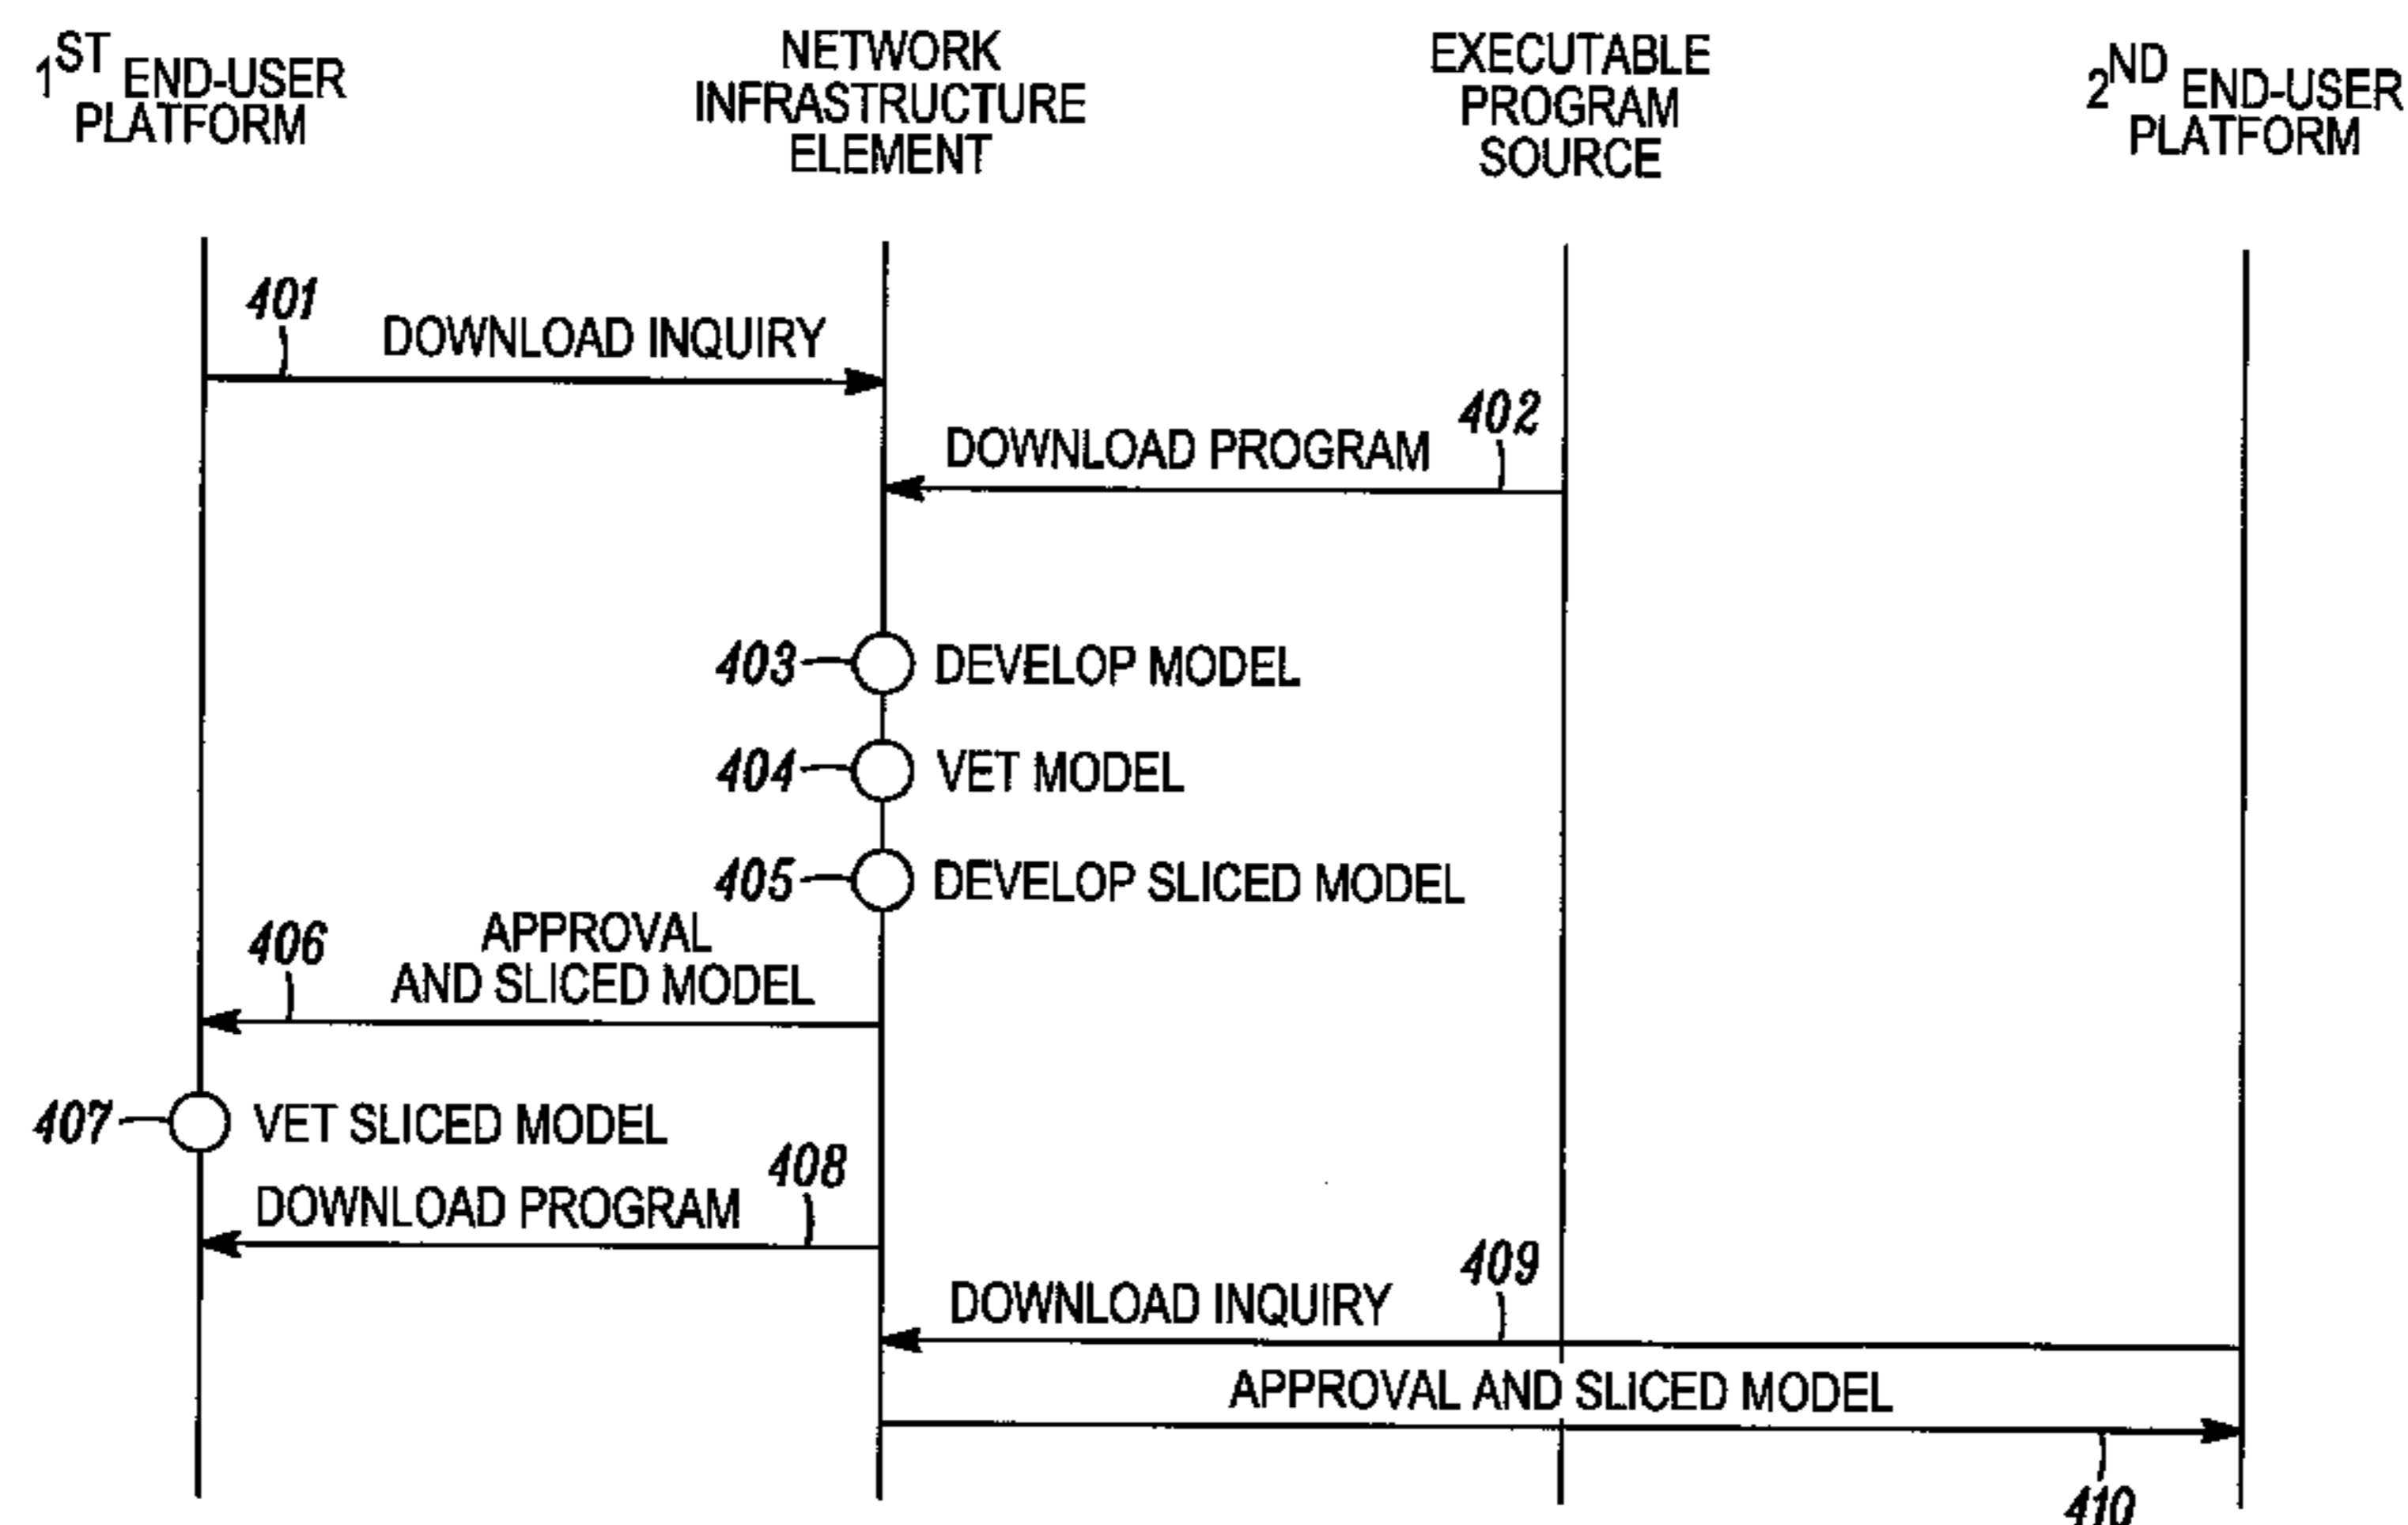 1ST END-USER
PLATFORM
NETWORK
INFRASTRUCTURE
ELEMENT
EXECUTABLE
PROGRAM
SOURCE
2ND END-USER
PLATFORM
401
DOWNLOAD INQUIRY
402
DOWNLOAD PROGRAM
403
DEVELOP MODEL
404
VET MODEL
405
DEVELOP SLICED MODEL
406
APPROVAL
AND SLICED MODEL
407
VET SLICED MODEL
408
DOWNLOAD PROGRAM
409
DOWNLOAD INQUIRY
APPROVAL AND SLICED MODEL
410